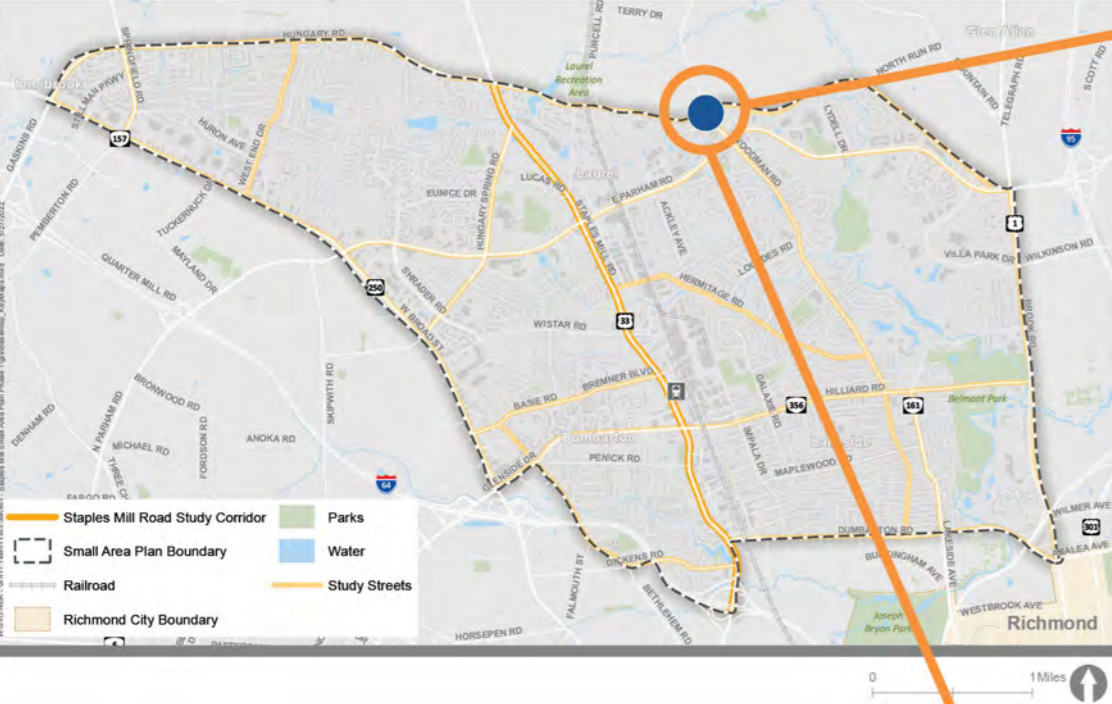 TERRY DR
PURCELL RD
Glen Allen
SPRINGFIELD RD
HUNGARY RD
NORTH RUN RD
MOUNTAIN RD
TELEGRAPH RD
SCOTT RD
Laurel
Recreation
Area
Innsbrook
STILLMAN PKWY
GASKINS RD
157
HURON AVE
WEST END DR
LYDELL DR
95
WOODMAN RD
LUCAS RD
Laurel
E PARHAM RD
EUNICE DR
HUNGARY SPRING RD
STAPLES MILL RD
ACKLEY AVE
PEMBERTON RD
TUCKERNUCK DR
1
MAYLAND DR
QUARTER MILL RD
LOURDES RD
VILLA PARK DR
WILKINSON RD
SHRADER RD
HERMITAGE RD
250
W BROAD ST
33
WISTAR RD
BROOK RD
BREMNER BLVD
BASIE RD
GALAXIE RD
HILLIARD RD
356
161
Belmont Park
DENHAM RD
N PARHAM RD
BRONWOOD RD
FORDSON RD
SKIPWITH RD
MICHAEL RD
ANOKA RD
Dumbarton
Lakeside
IMPALA DR
GLENSIDE DR
PENICK RD
MAPLEWOOD RD
64
FARGO RD
WILMER AVE
301
AZALEA AVE
DUMBARTON RD
LAKESIDE AVE
BUCKINGHAM AVE
DICKENS RD
FALMOUTH ST
BETHLEHEM RD
WESTBROOK AVE
Joseph
Bryan Park
Richmond
HORSEPEN RD
Staples Mill Road Study Corridor
Small Area Plan Boundary
Railroad
Richmond City Boundary
Parks
Water
Study Streets
0
1 Miles